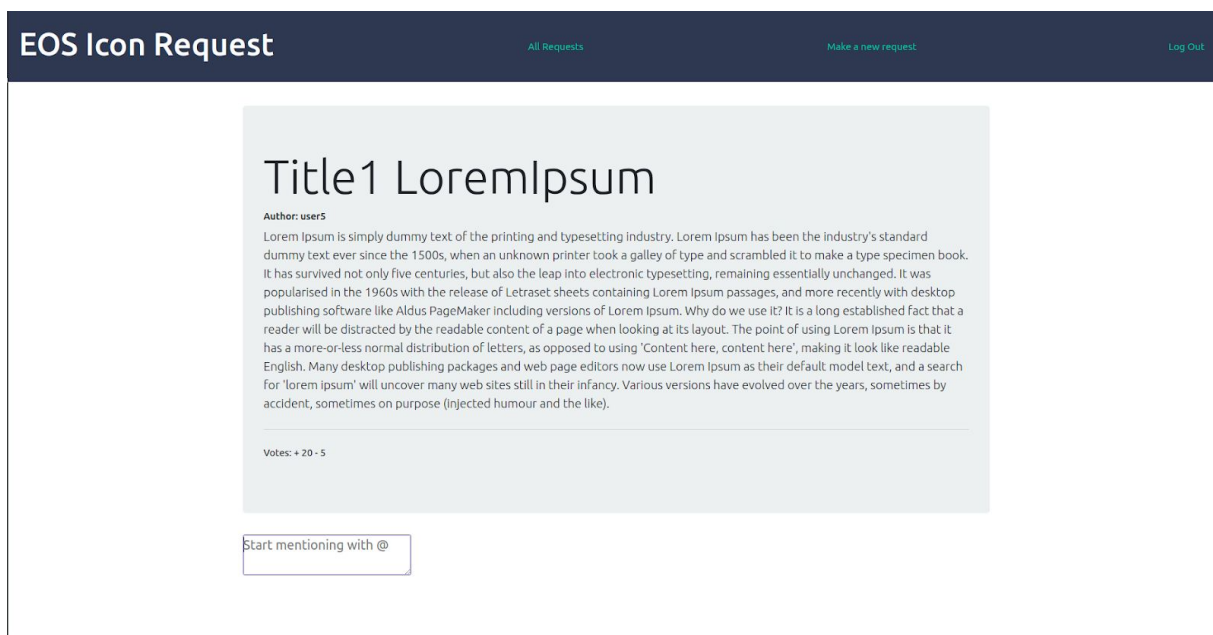 EOS Icon Request
All Requests
Make a new request
Log Out
Title1 LoremIpsum
Author: user5
Lorem Ipsum is simply dummy text of the printing and typesetting industry. Lorem Ipsum has been the industry's standard
dummy text ever since the 1500s, when an unknown printer took a galley of type and scrambled it to make a type specimen book.
It has survived not only five centuries, but also the leap into electronic typesetting, remaining essentially unchanged. It was
popularised in the 1960s with the release of Letraset sheets containing Lorem Ipsum passages, and more recently with desktop
publishing software like Aldus PageMaker including versions of Lorem Ipsum. Why do we use it? It is a long established fact that a
reader will be distracted by the readable content of a page when looking at its layout. The point of using Lorem Ipsum is that it
has a more-or-less normal distribution of letters, as opposed to using 'Content here, content here', making it look like readable
English. Many desktop publishing packages and web page editors now use Lorem Ipsum as their default model text, and a search
for 'lorem ipsum' will uncover many web sites still in their infancy. Various versions have evolved over the years, sometimes by
accident, sometimes on purpose (injected humour and the like).
Votes: + 20 - 5
Start mentioning with @